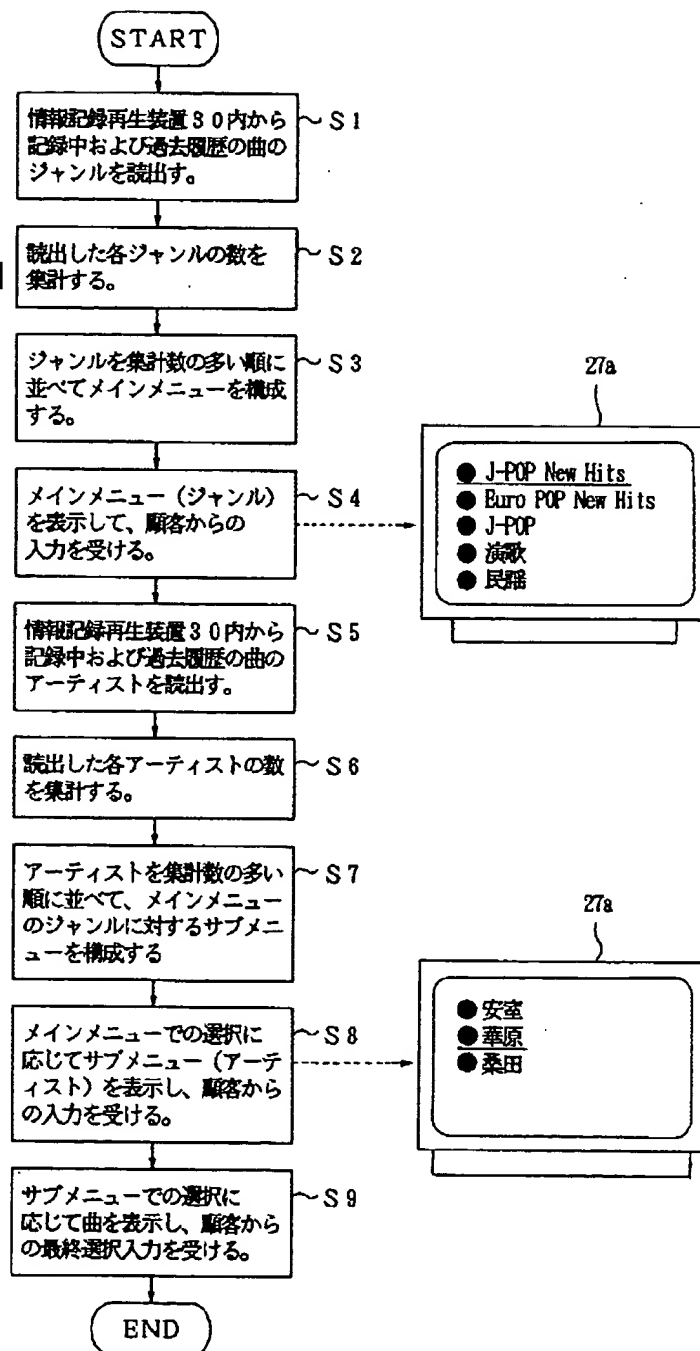 START
情報記録再生装置30内から
記録中および過去履歴の曲の
ジャンルを読出す。
~S1
読出した各ジャンルの数を
集計する。
~S2
ジャンルを集計数の多い順に
並べてメインメニューを構成
する。
~S3
メインメニュー(ジャンル)
を表示して、顧客からの
入力を受ける。
~S4
27a
● J-POP New Hits
● Euro POP New Hits
● J-POP
● 演歌
● 民謡
情報記録再生装置30内から
記録中および過去履歴の曲の
アーティストを読出す。
~S5
読出した各アーティストの数
を集計する。
~S6
アーティストを集計数の多い
順に並べて、メインメニュー
のジャンルに対するサブメニ
ューを構成する
~S7
メインメニューでの選択に
応じてサブメニュー(アーテ
ィスト)を表示し、顧客から
の入力を受ける。
~S8
27a
● 安室
● 華原
● 桑田
サブメニューでの選択に
応じて曲を表示し、顧客から
の最終選択入力を受ける。
~S9
END